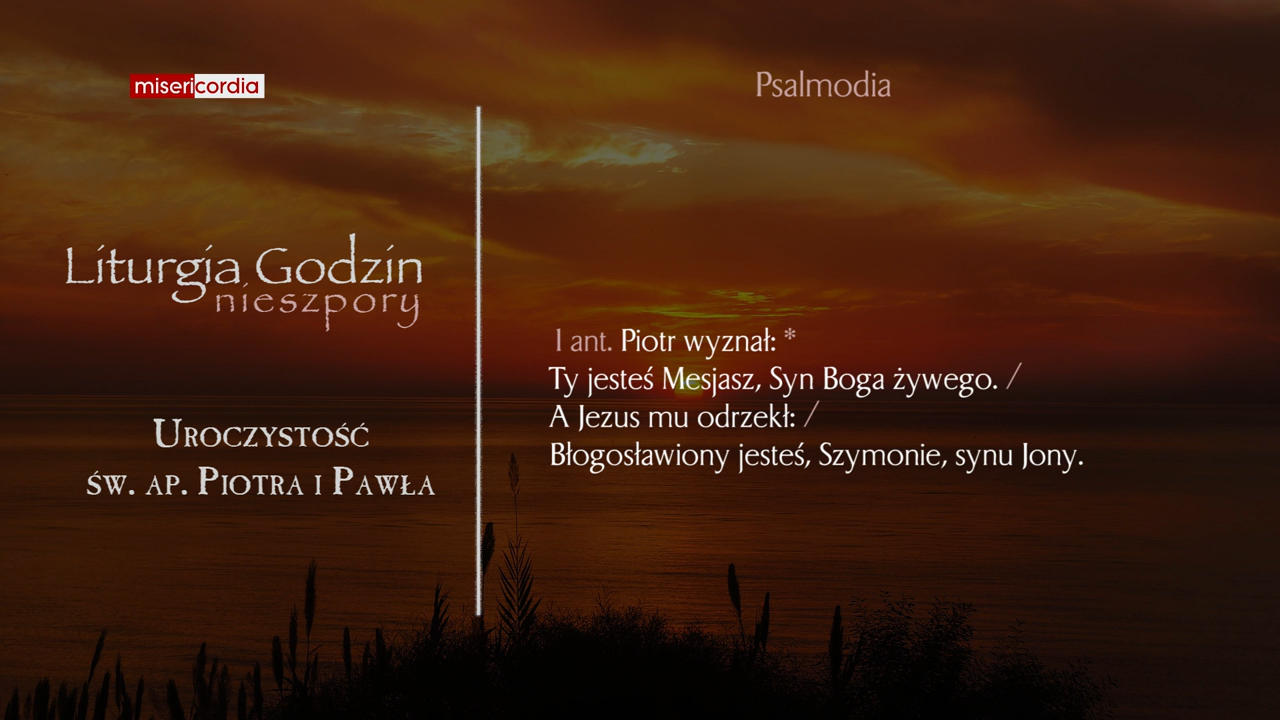 misericordia
Psalmodia
Liturgia Godzin
nieszpory
Uroczystość
św. ap. Piotra i Pawła
I ant. Piotr wyznał: *
Ty jesteś Mesjasz, Syn Boga żywego. /
A Jezus mu odrzekł: /
Błogosławiony jesteś, Szymonie, synu Jony.